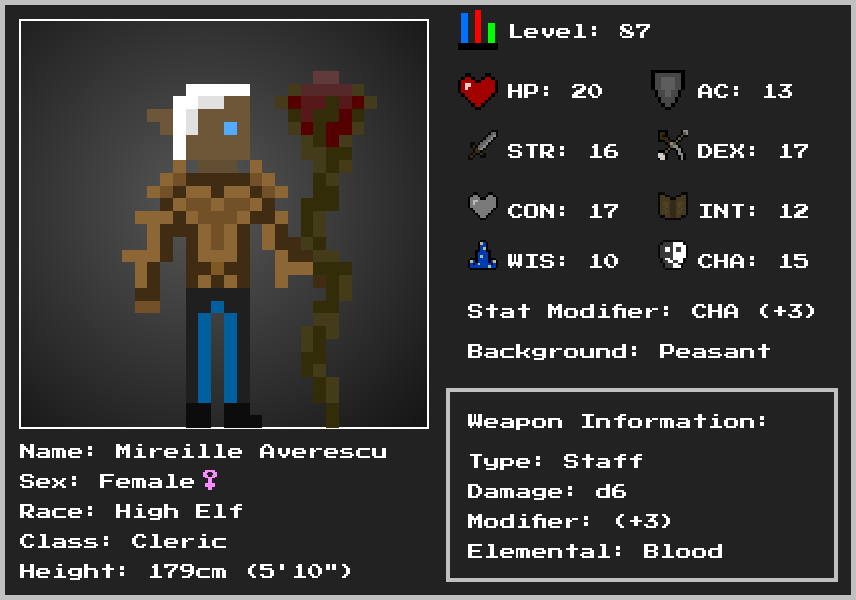 Level: 87
HP: 20 AC: 13
STR: 16 DEX: 17
CON: 17 INT: 12
WIS: 10 CHA: 15
Stat Modifier: CHA (+3)
Background: Peasant
Weapon Information:
Type: Staff
Damage: d6
Modifier: (+3)
Elemental: Blood
Name: Mireille Averescu
Sex: Female♀
Race: High Elf
Class: Cleric
Height: 179cm (5'10")